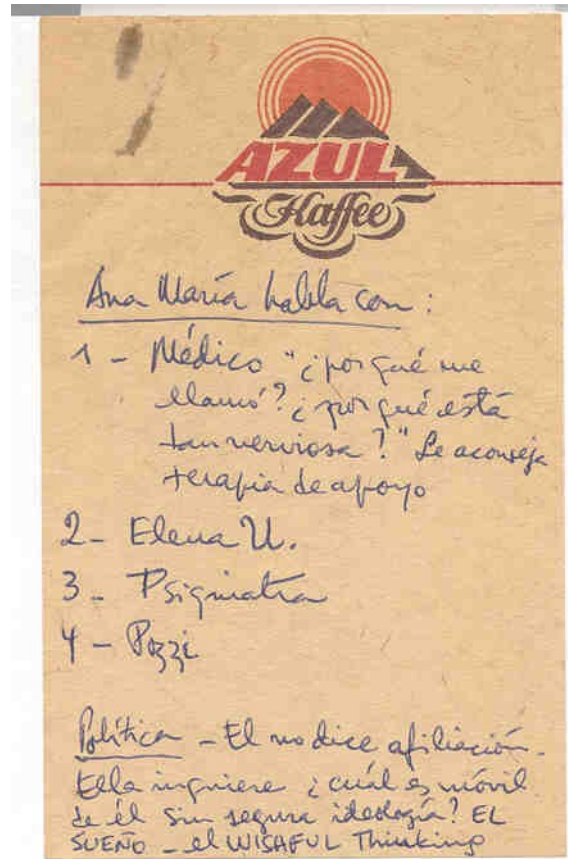 AZUL
Kaffee
Ana María habla con:
1 - Médico "¿por qué me
llamó? ¿por qué está
tan nerviosa?" Le aconseja
terapia de apoyo
2 - Elena U.
3 - Psiquiatra
4 - Pozzi
Política - El no dice afiliación.
Ella inquiere ¿cuál es móvil
de él sin segura ideología? EL
SUEÑO - el WISHFUL Thinking